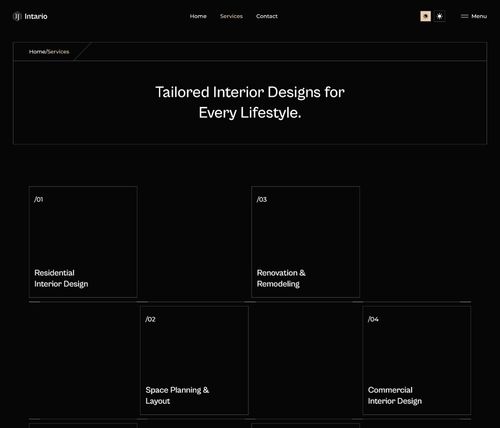 Intario
Home Services Contact
Menu
Home/Services
Tailored Interior Designs for
Every Lifestyle.
/01
Residential
Interior Design
/03
Renovation &
Remodeling
/02
Space Planning &
Layout
/04
Commercial
Interior Design